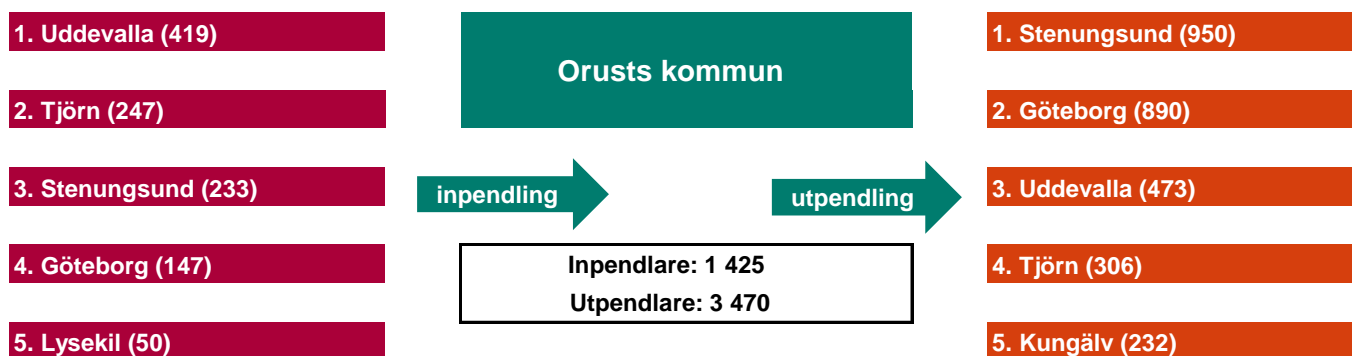 1. Uddevalla (419)
2. Tjörn (247)
3. Stenungsund (233)
4. Göteborg (147)
5. Lysekil (50)
Orusts kommun
inpendling
utpendling
Inpendlare: 1 425
Utpendlare: 3 470
1. Stenungsund (950)
2. Göteborg (890)
3. Uddevalla (473)
4. Tjörn (306)
5. Kungälv (232)